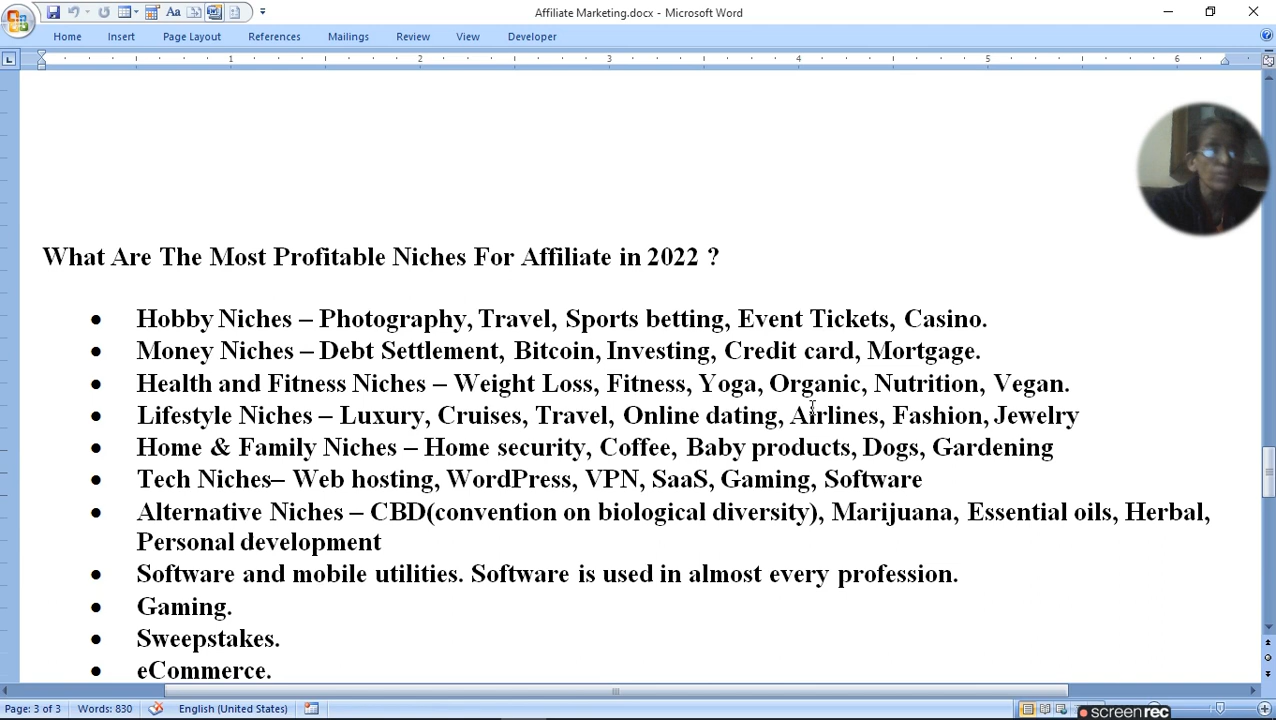 Affiliate Marketing.docx - Microsoft Word
Home Insert Page Layout References Mailings Review View Developer
1 2 3 4 5 6
What Are The Most Profitable Niches For Affiliate in 2022 ?
• Hobby Niches – Photography, Travel, Sports betting, Event Tickets, Casino.
• Money Niches – Debt Settlement, Bitcoin, Investing, Credit card, Mortgage.
• Health and Fitness Niches – Weight Loss, Fitness, Yoga, Organic, Nutrition, Vegan.
• Lifestyle Niches – Luxury, Cruises, Travel, Online dating, Airlines, Fashion, Jewelry
• Home & Family Niches – Home security, Coffee, Baby products, Dogs, Gardening
• Tech Niches– Web hosting, WordPress, VPN, SaaS, Gaming, Software
• Alternative Niches – CBD(convention on biological diversity), Marijuana, Essential oils, Herbal,
Personal development
• Software and mobile utilities. Software is used in almost every profession.
• Gaming.
• Sweepstakes.
• eCommerce.
Page: 3 of 3 Words: 830 English (United States)
screenrec